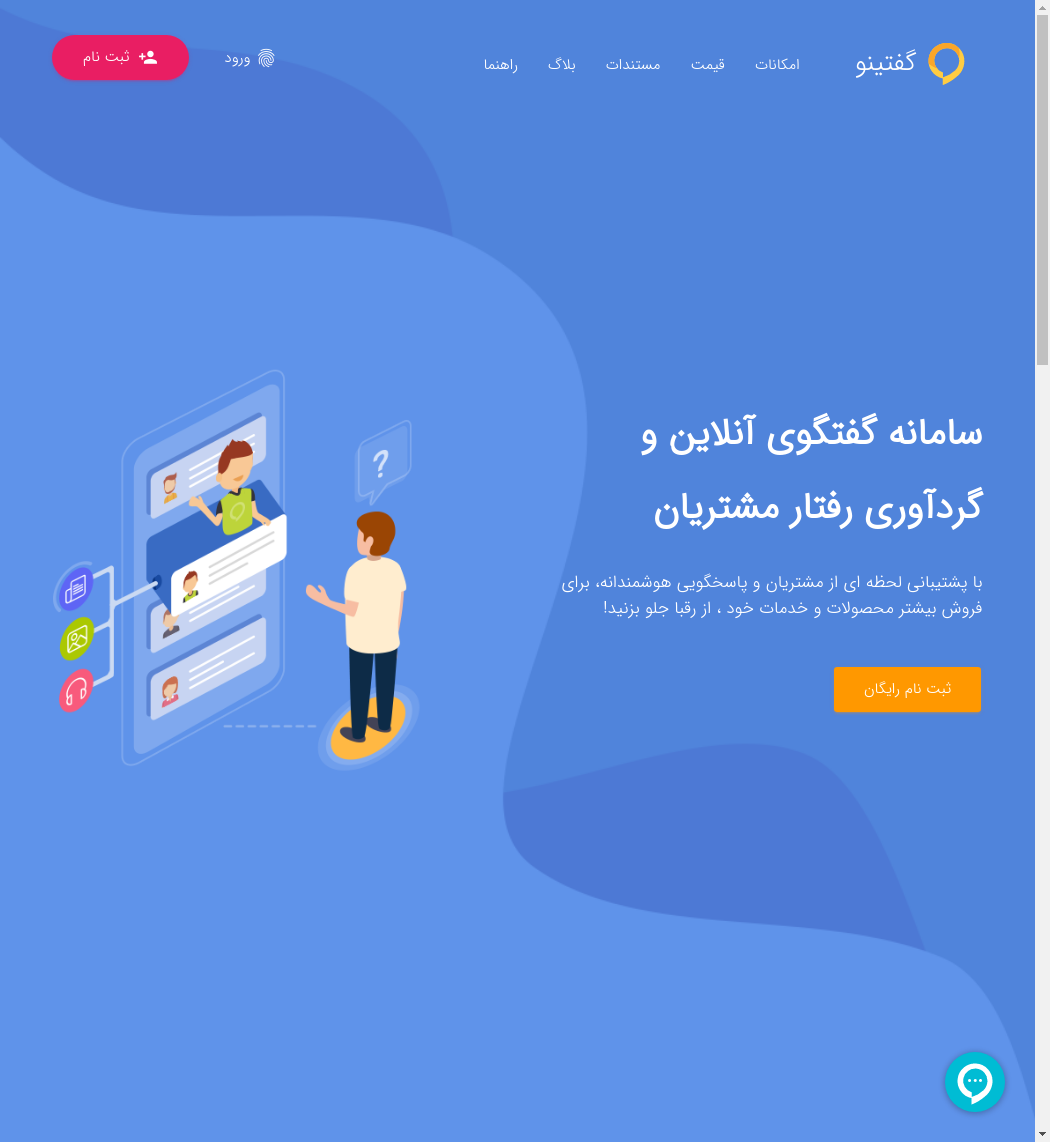 گفتینو
امکانات
قیمت
مستندات
بلاگ
راهنما
ورود
ثبت نام
سامانه گفتگوی آنلاین و
گردآوری رفتار مشتریان
با پشتیبانی لحظه ای از مشتریان و پاسخگویی هوشمندانه، برای
فروش بیشتر محصولات و خدمات خود ، از رقبا جلو بزنید!
ثبت نام رایگان
?